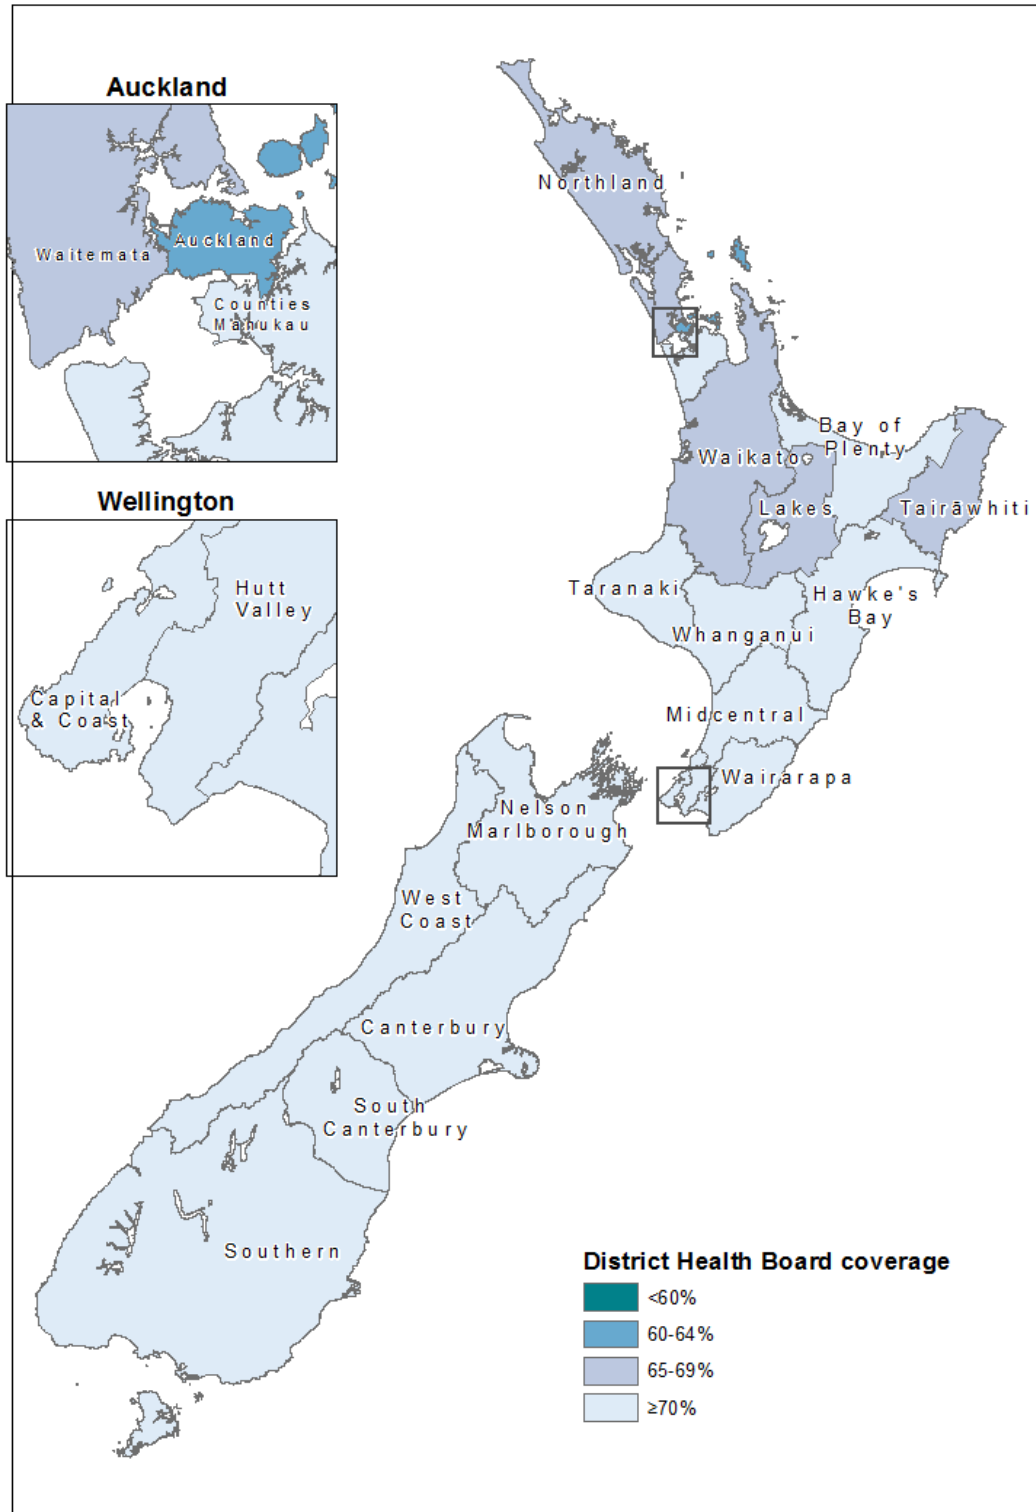 Auckland
Waitemata
Auckland
Counties
Manukau
Wellington
Hutt
Valley
Capital
& Coast
Northland
Bay of
Plenty
Waikato
Lakes
Tairāwhiti
Taranaki
Hawke's
Bay
Whanganui
Midcentral
Wairarapa
Nelson
Marlborough
West
Coast
Canterbury
South
Canterbury
Southern
District Health Board coverage
<60%
60-64%
65-69%
≥70%